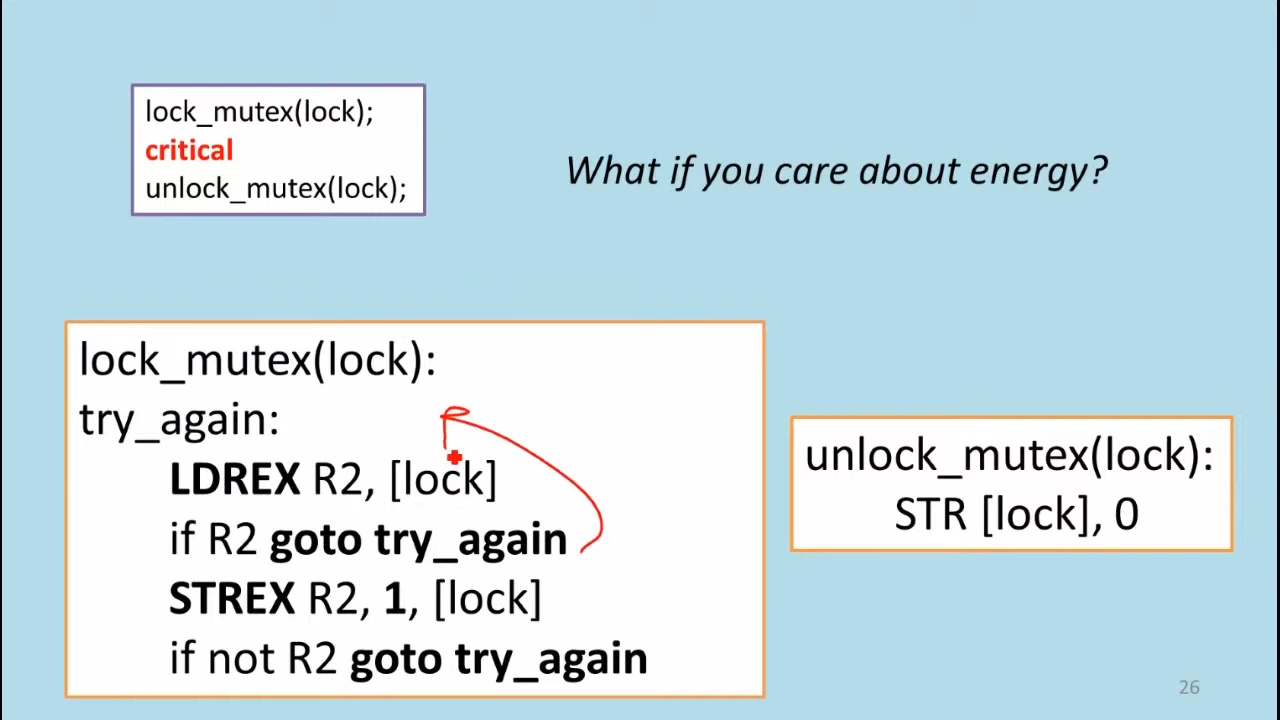 lock_mutex(lock);
critical
unlock_mutex(lock);
What if you care about energy?
lock_mutex(lock):
try_again:
LDREX R2, [lock]
if R2 goto try_again
STREX R2, 1, [lock]
if not R2 goto try_again
unlock_mutex(lock):
STR [lock], 0
26